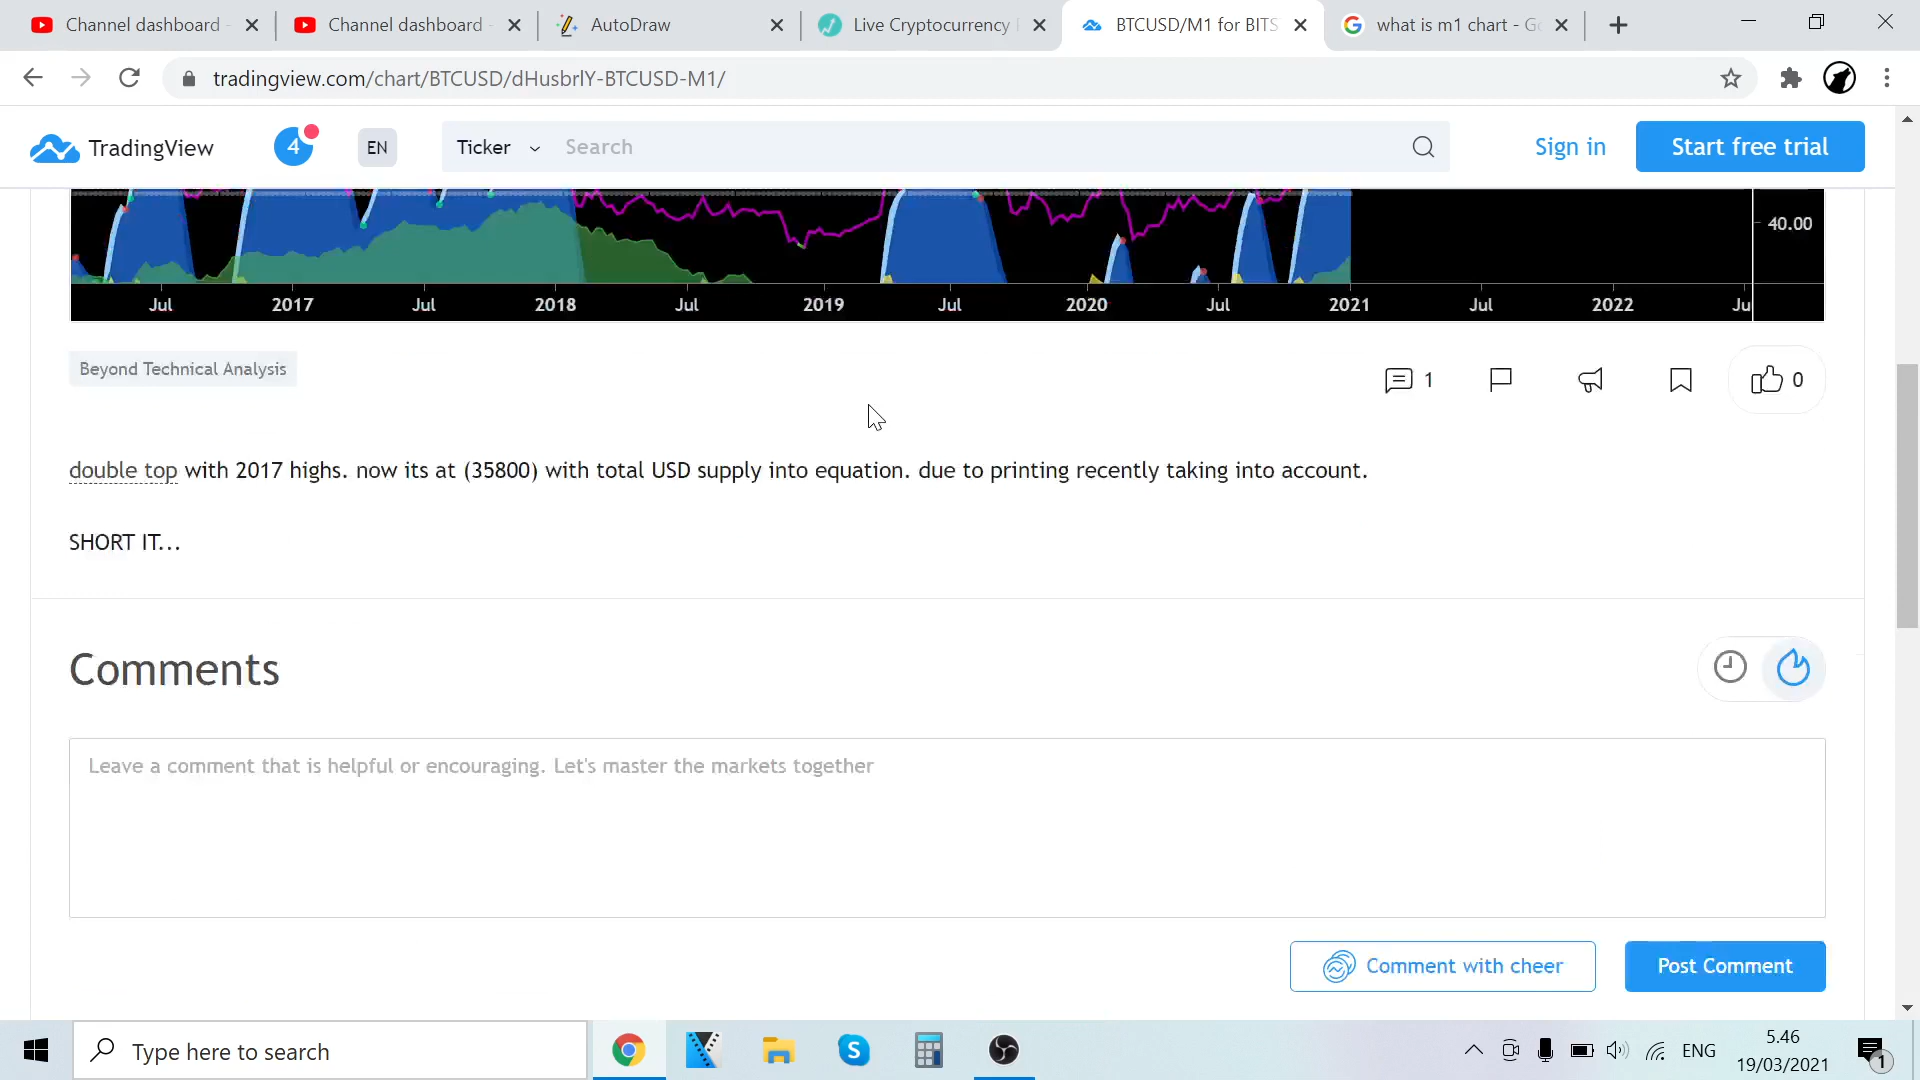 Channel dashboard -
Channel dashboard -
AutoDraw
Live Cryptocurrency
BTCUSD/M1 for BITS
what is m1 chart - Go
tradingview.com/chart/BTCUSD/dHusbrlY-BTCUSD-M1/
TradingView
4
EN
Ticker
Search
Sign in
Start free trial
40.00
Jul 2017 Jul 2018 Jul 2019 Jul 2020 Jul 2021 Jul 2022 Ju
Beyond Technical Analysis
1
0
double top with 2017 highs. now its at (35800) with total USD supply into equation. due to printing recently taking into account.
SHORT IT...
Comments
Leave a comment that is helpful or encouraging. Let's master the markets together
Comment with cheer
Post Comment
Type here to search
ENG
5.46
19/03/2021
1